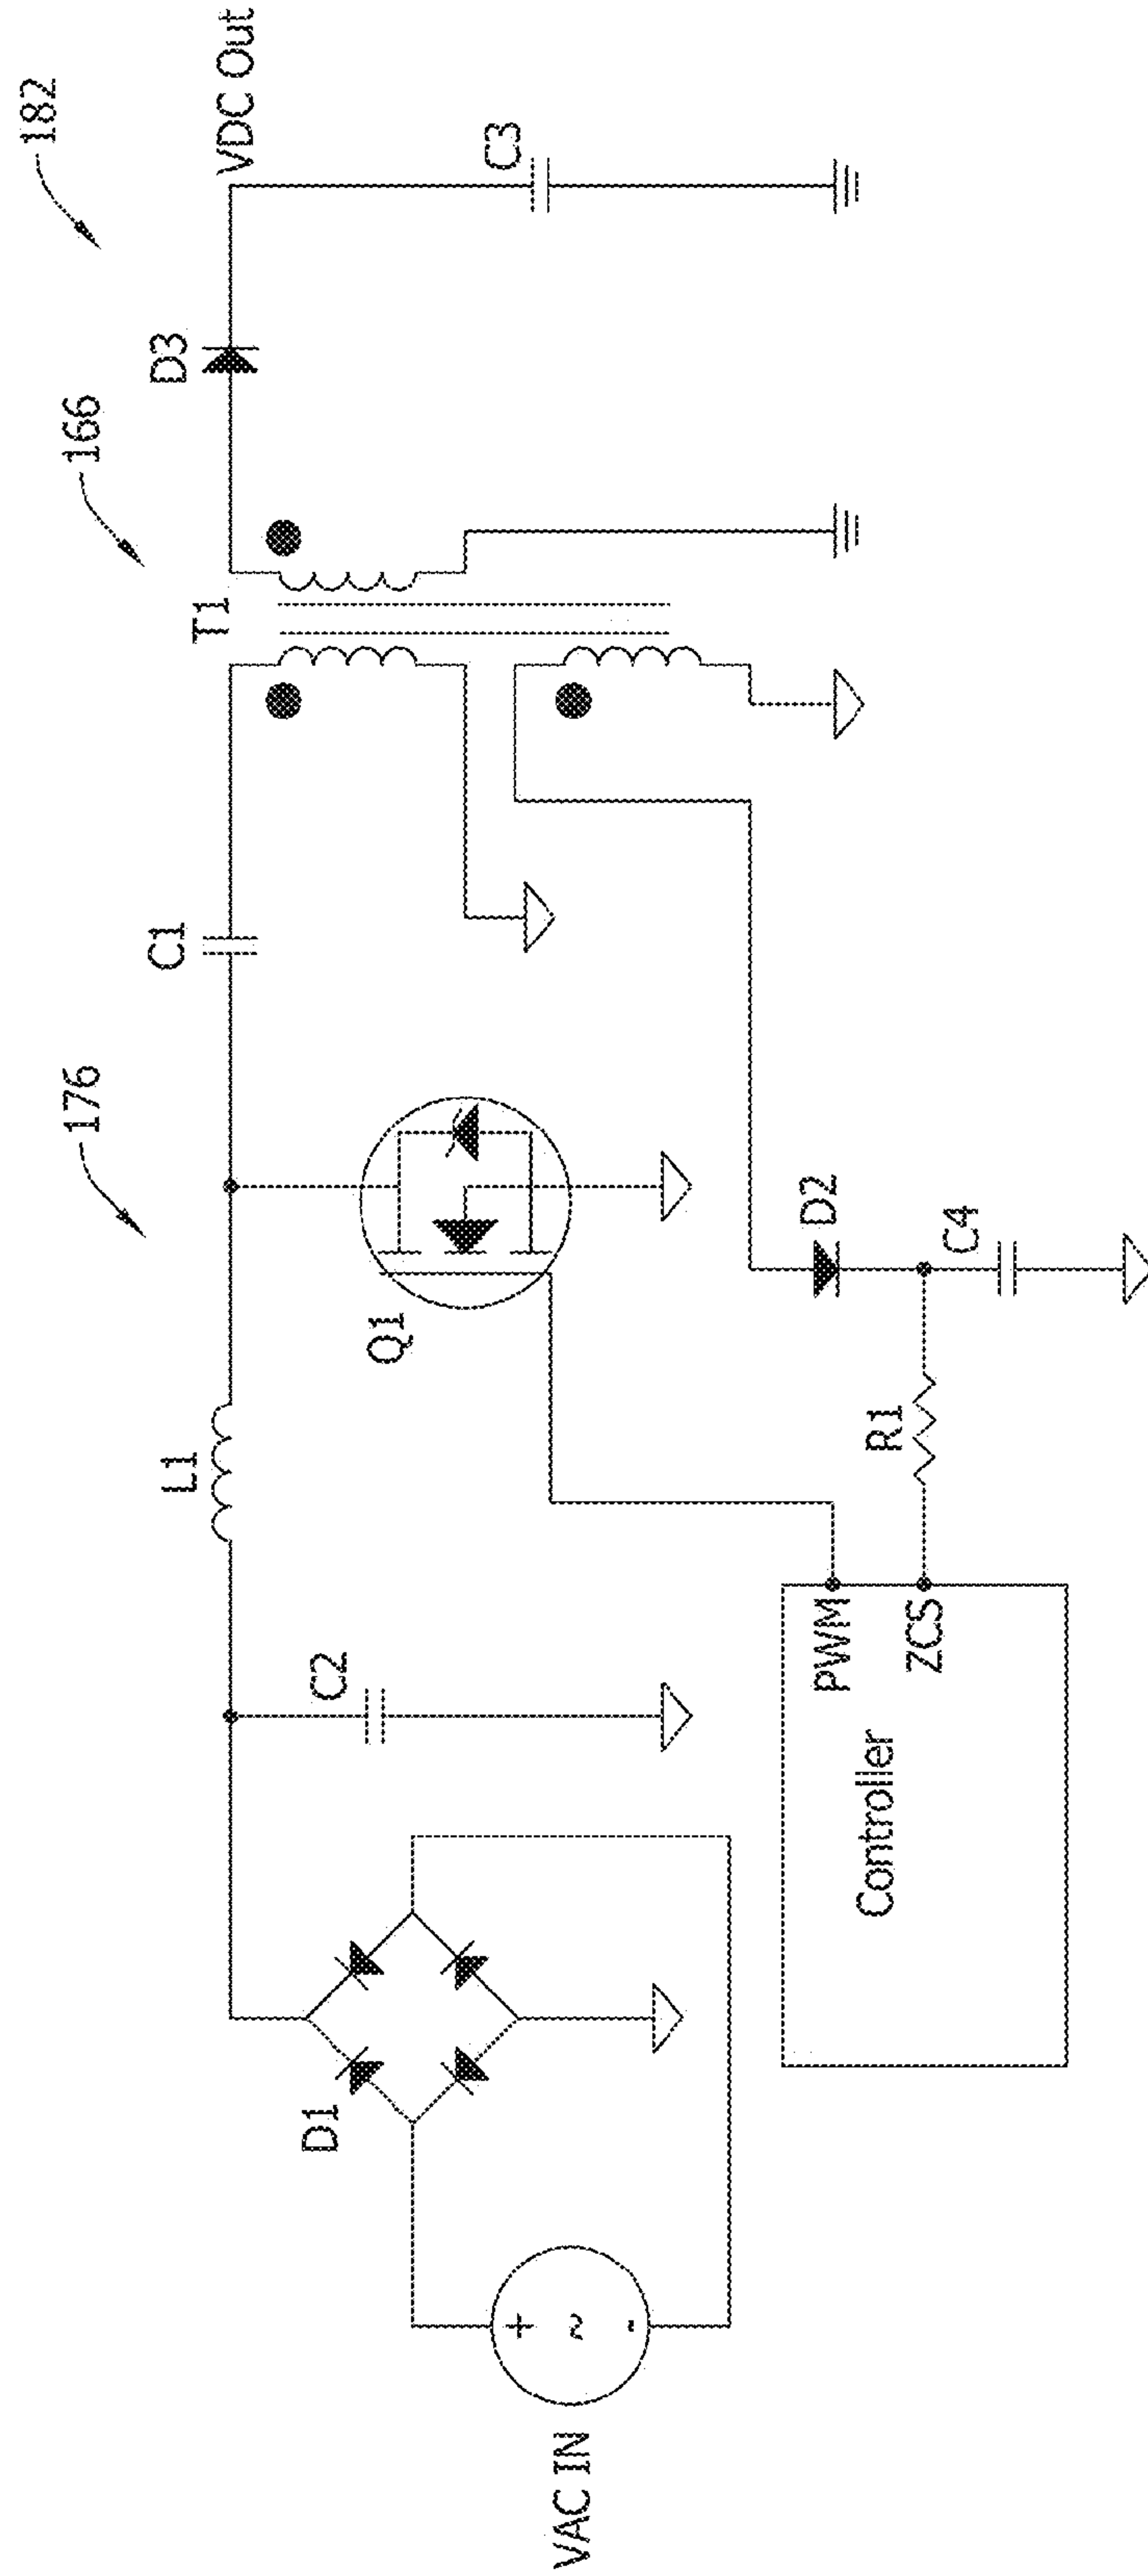 182
166
176
VDC Out
D3
T1
C1
L1
C3
Q1
C2
D1
D2
C4
R1
PWM
ZCS
Controller
+
~
-
VAC IN